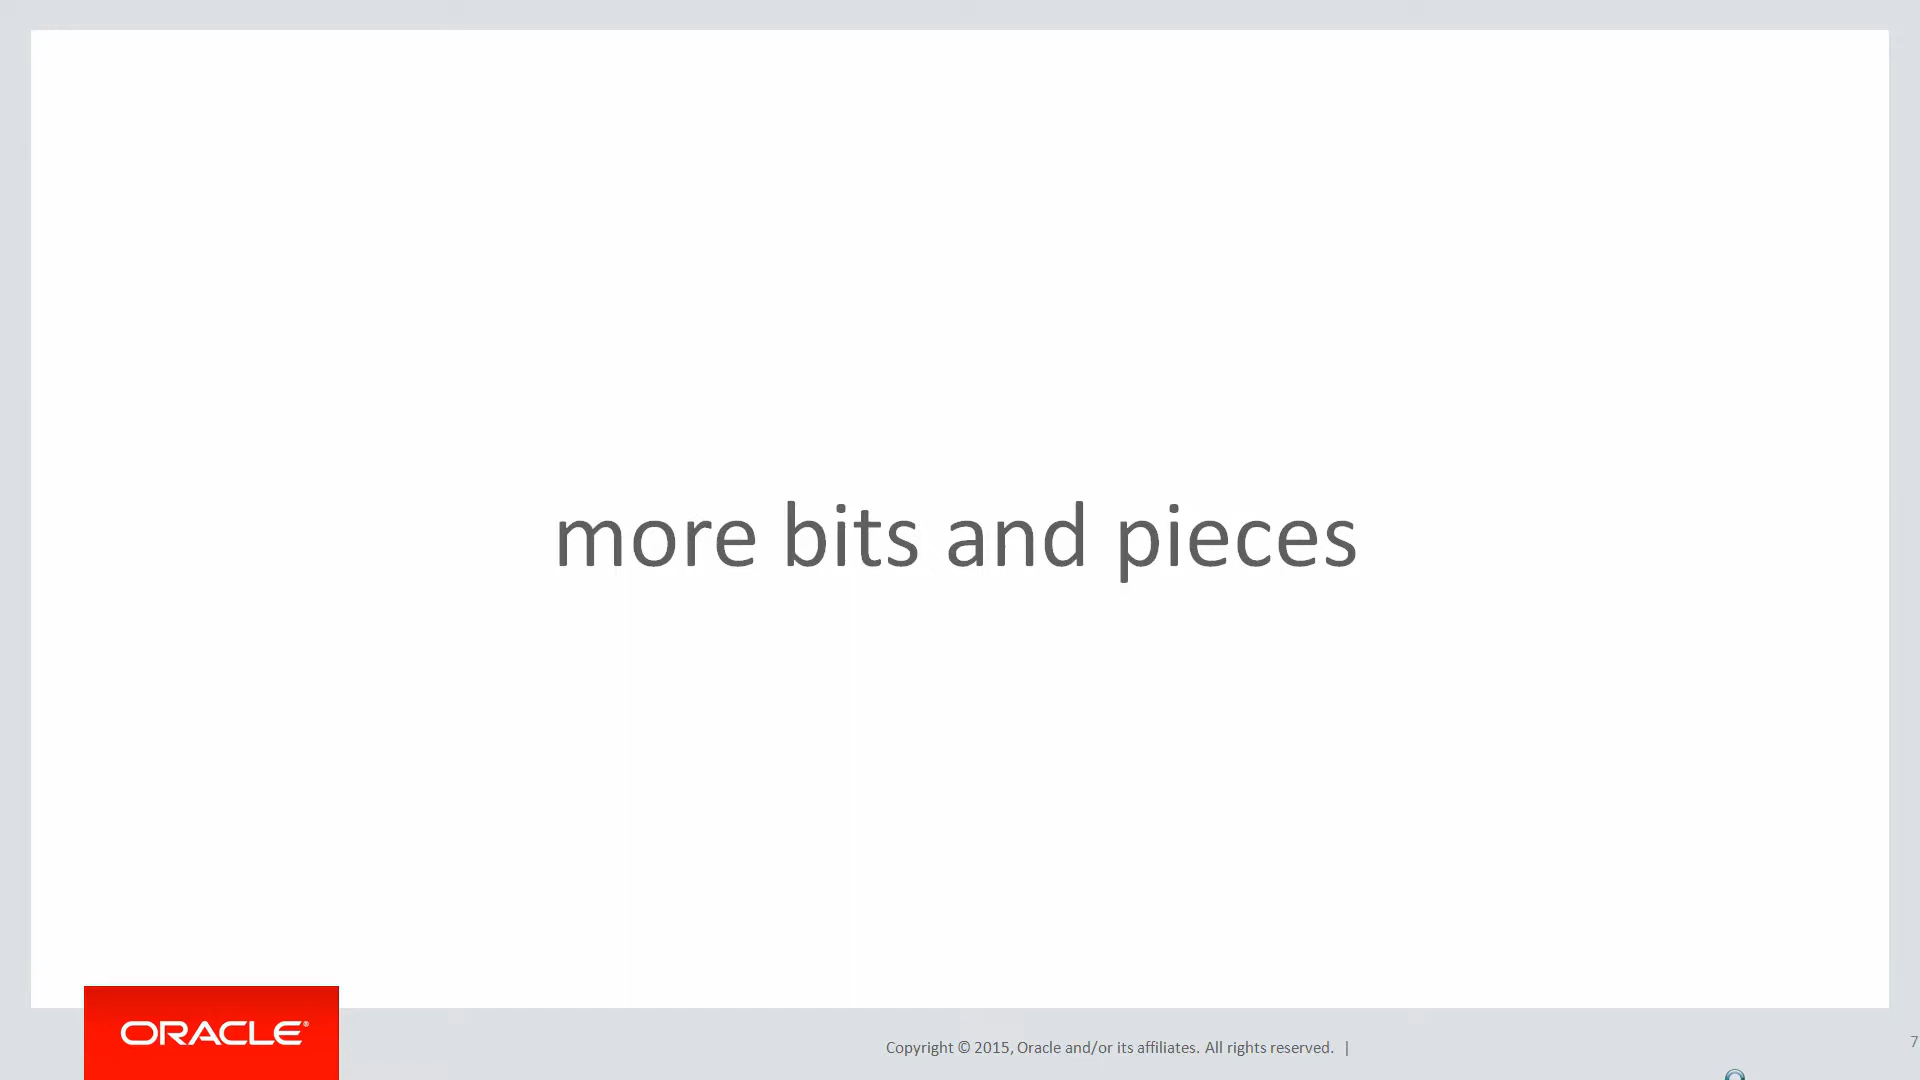 more bits and pieces
ORACLE®
Copyright © 2015, Oracle and/or its affiliates. All rights reserved. |
7